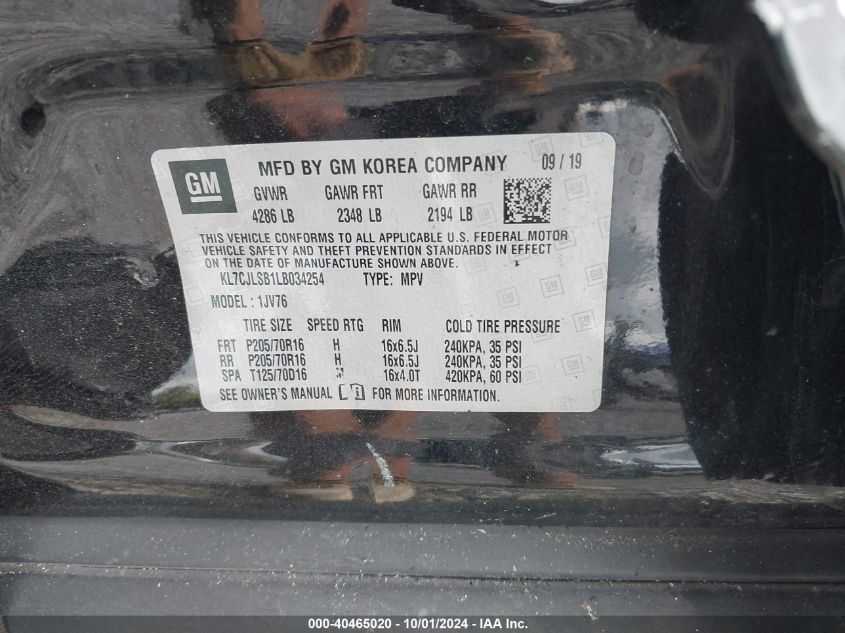 GM
MFD BY GM KOREA COMPANY 09 / 19
GVWR GAWR FRT GAWR RR
4286 LB 2348 LB 2194 LB
THIS VEHICLE CONFORMS TO ALL APPLICABLE U.S. FEDERAL MOTOR
VEHICLE SAFETY AND THEFT PREVENTION STANDARDS IN EFFECT
ON THE DATE OF MANUFACTURE SHOWN ABOVE.
KL7CJLSB1LB034254 TYPE: MPV
MODEL: 1JV76
TIRE SIZE SPEED RTG RIM COLD TIRE PRESSURE
FRT P205/70R16 H 16x6.5J 240KPA, 35 PSI
RR P205/70R16 H 16x6.5J 240KPA, 35 PSI
SPA T125/70D16 M 16x4.0T 420KPA, 60 PSI
SEE OWNER'S MANUAL FOR MORE INFORMATION.
000-40465020 - 10/01/2024 - IAA Inc.